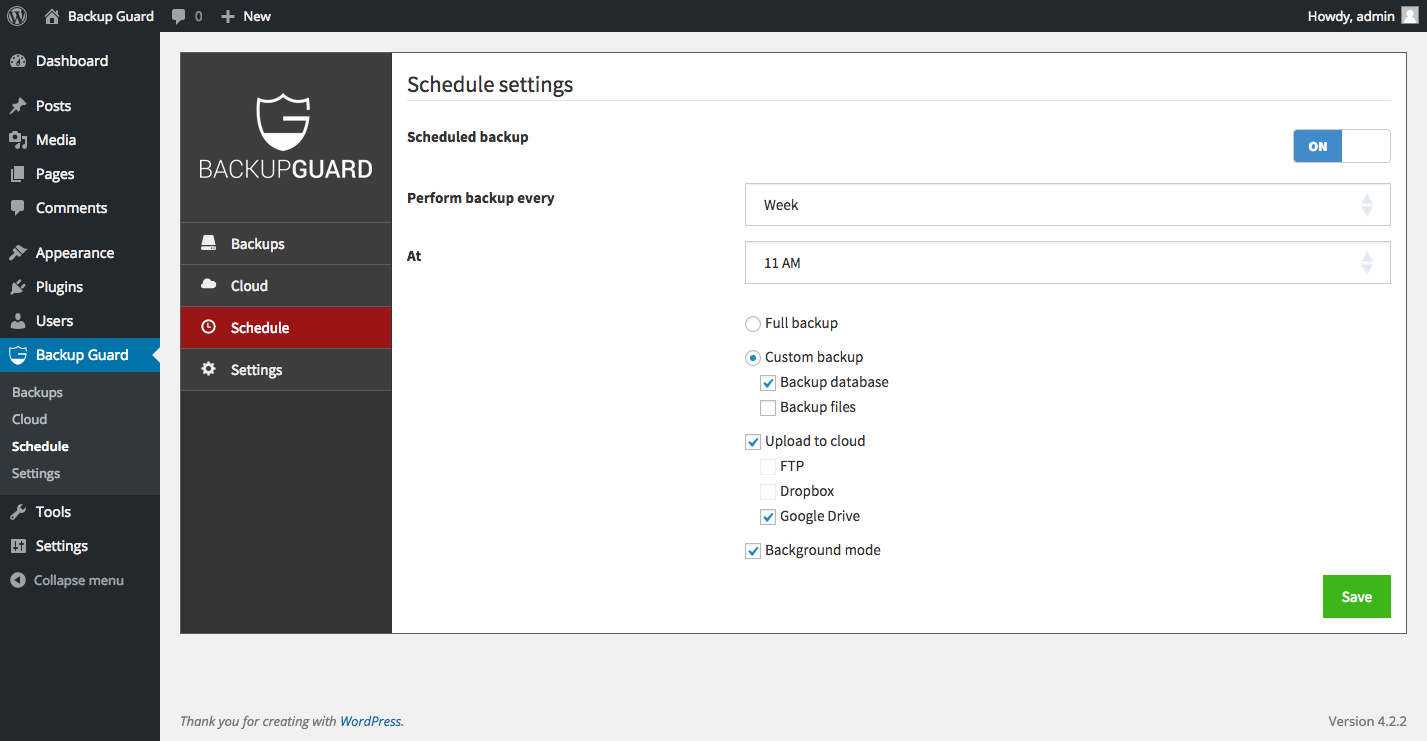 Backup Guard 0 New Howdy, admin
Dashboard
Posts
Media
Pages
Comments
Appearance
Plugins
Users
Backup Guard
Backups
Cloud
Schedule
Settings
Tools
Settings
Collapse menu
BACKUPGUARD
Backups
Cloud
Schedule
Settings
Schedule settings
Scheduled backup
ON
Perform backup every
Week
At
11 AM
Full backup
Custom backup
Backup database
Backup files
Upload to cloud
FTP
Dropbox
Google Drive
Background mode
Save
Thank you for creating with WordPress.
Version 4.2.2